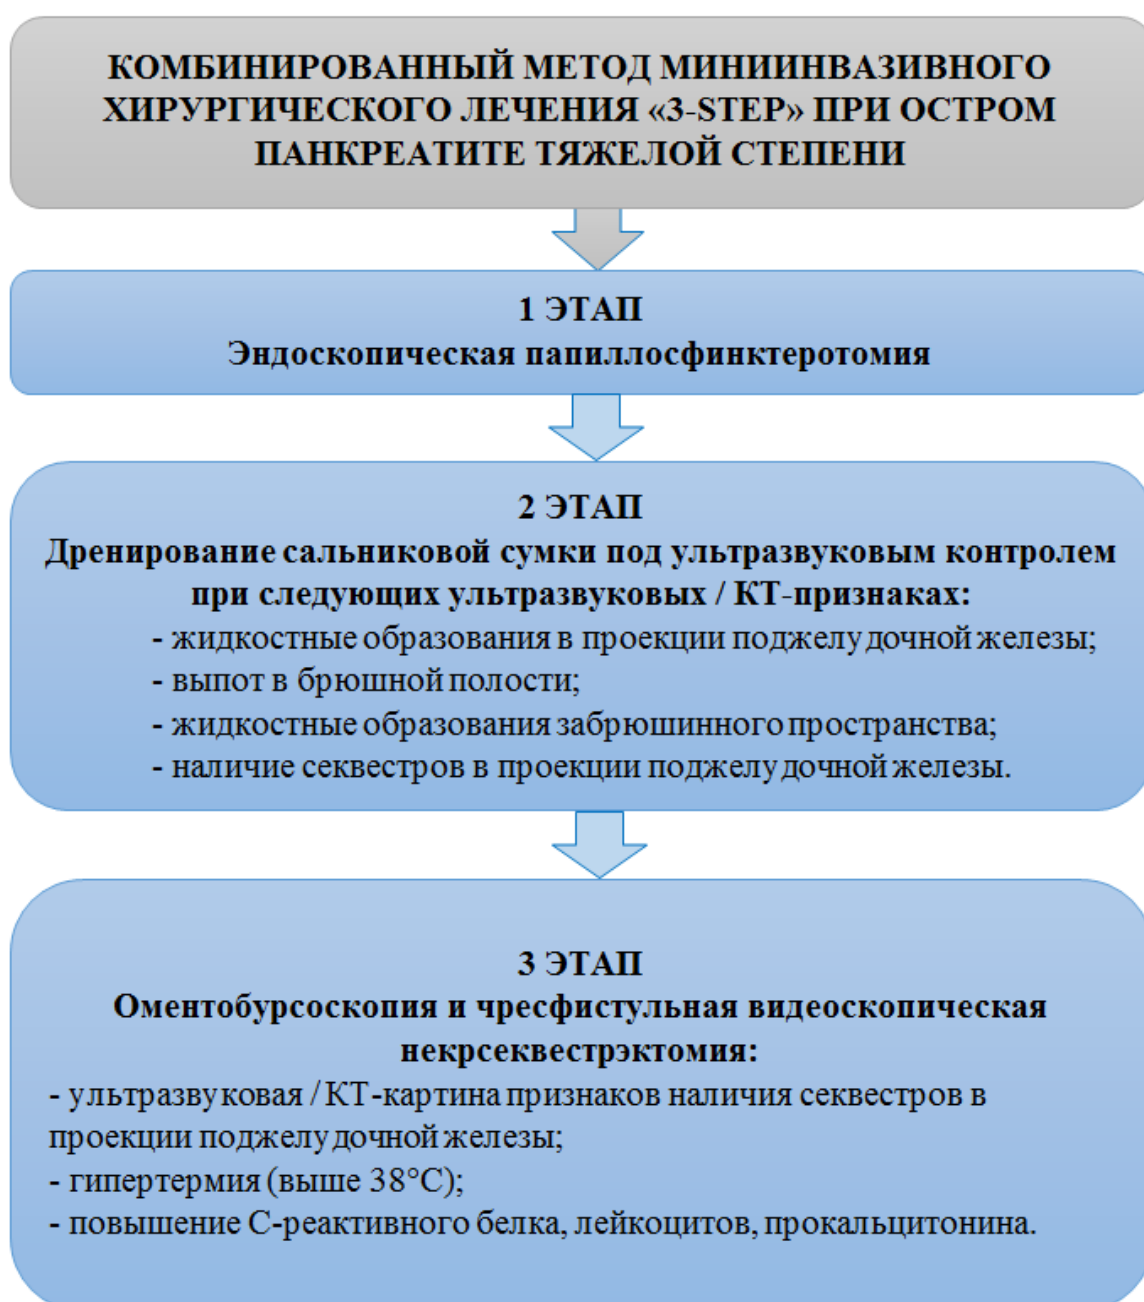 КОМБИНИРОВАННЫЙ МЕТОД МИНИИНВАЗИВНОГО
ХИРУРГИЧЕСКОГО ЛЕЧЕНИЯ «3-STEP» ПРИ ОСТРОМ
ПАНКРЕАТИТЕ ТЯЖЕЛОЙ СТЕПЕНИ
1 ЭТАП
Эндоскопическая папиллосфинктеротомия
2 ЭТАП
Дренирование сальниковой сумки под ультразвуковым контролем
при следующих ультразвуковых / КТ-признаках:
- жидкостные образования в проекции поджелудочной железы;
- выпот в брюшной полости;
- жидкостные образования забрюшинного пространства;
- наличие секвестров в проекции поджелудочной железы.
3 ЭТАП
Оментобурсоскопия и чресфистульная видеоскопическая
некрсеквестрэктомия:
- ультразвуковая / КТ-картина признаков наличия секвестров в
проекции поджелудочной железы;
- гипертермия (выше 38°С);
- повышение С-реактивного белка, лейкоцитов, прокальцитонина.